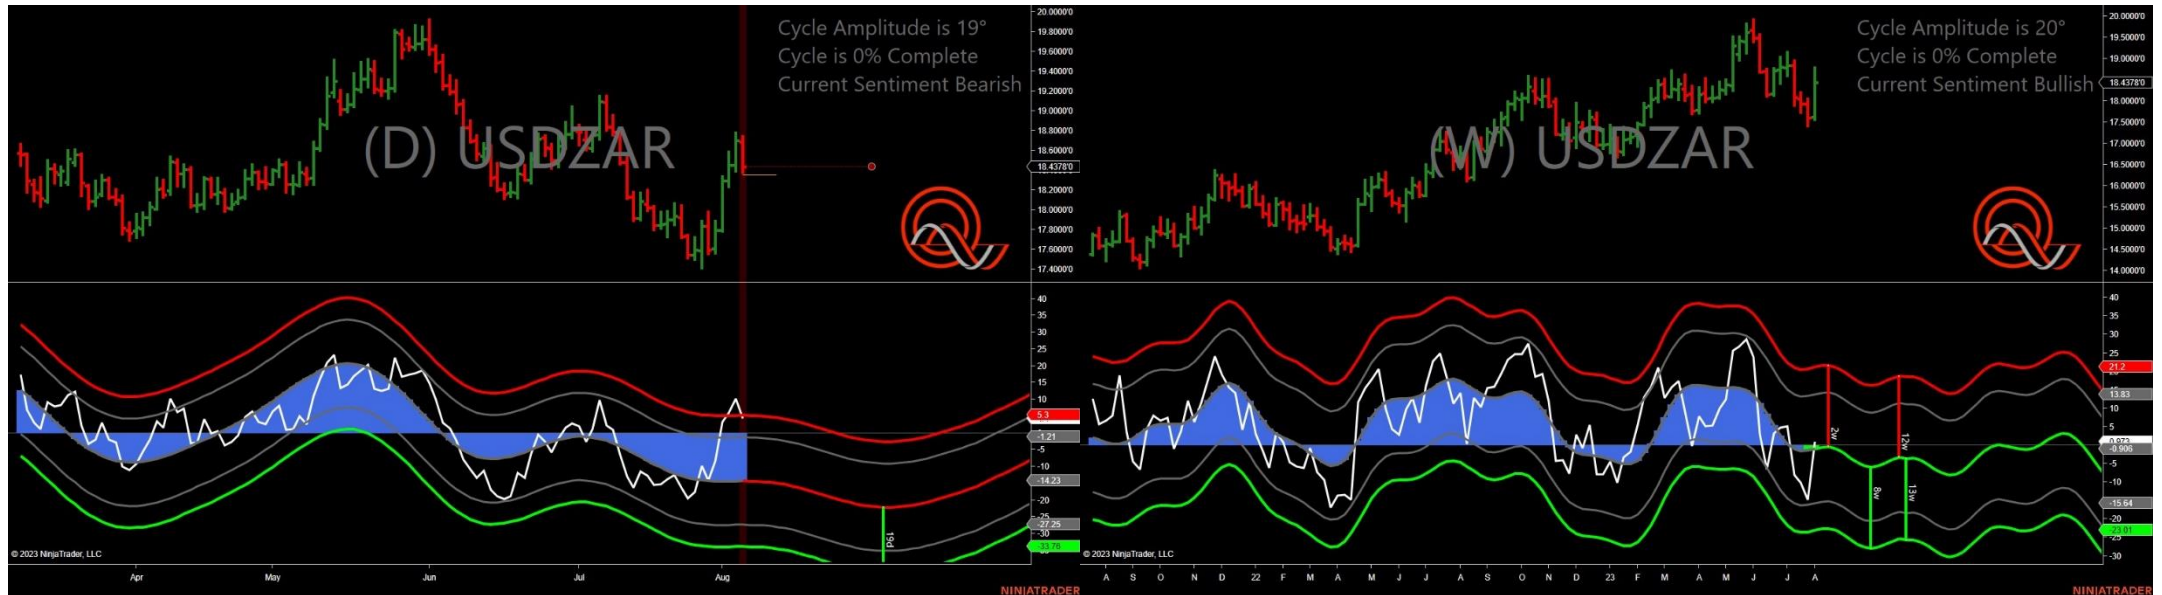 Cycle Amplitude is 19°
Cycle is 0% Complete
Current Sentiment Bearish
(D) USDZAR
20.0000'0
19.8000'0
19.6000'0
19.4000'0
19.2000'0
19.0000'0
18.8000'0
18.6000'0
18.4378'0
18.2000'0
18.0000'0
17.8000'0
17.6000'0
17.4000'0
40
35
30
25
20
15
10
5.3
-1.21
-5
-10
-14.23
-20
-25
-27.25
-30
-33.76
19d
© 2023 NinjaTrader, LLC
Apr
May
Jun
Jul
Aug
NINJATRADER
Cycle Amplitude is 20°
Cycle is 0% Complete
Current Sentiment Bullish
(W) USDZAR
20.0000'0
19.5000'0
19.0000'0
18.4378'0
18.0000'0
17.5000'0
17.0000'0
16.5000'0
16.0000'0
15.5000'0
15.0000'0
14.5000'0
14.0000'0
40
35
30
25
21.2
13.83
10
5
0.973
-0.906
-5
-10
-15.64
-20
-23.01
-25
-30
2w
12w
8w
13w
© 2023 NinjaTrader, LLC
A S O N D 22 F M A M J J A S O N D 23 F M A M J J A
NINJATRADER